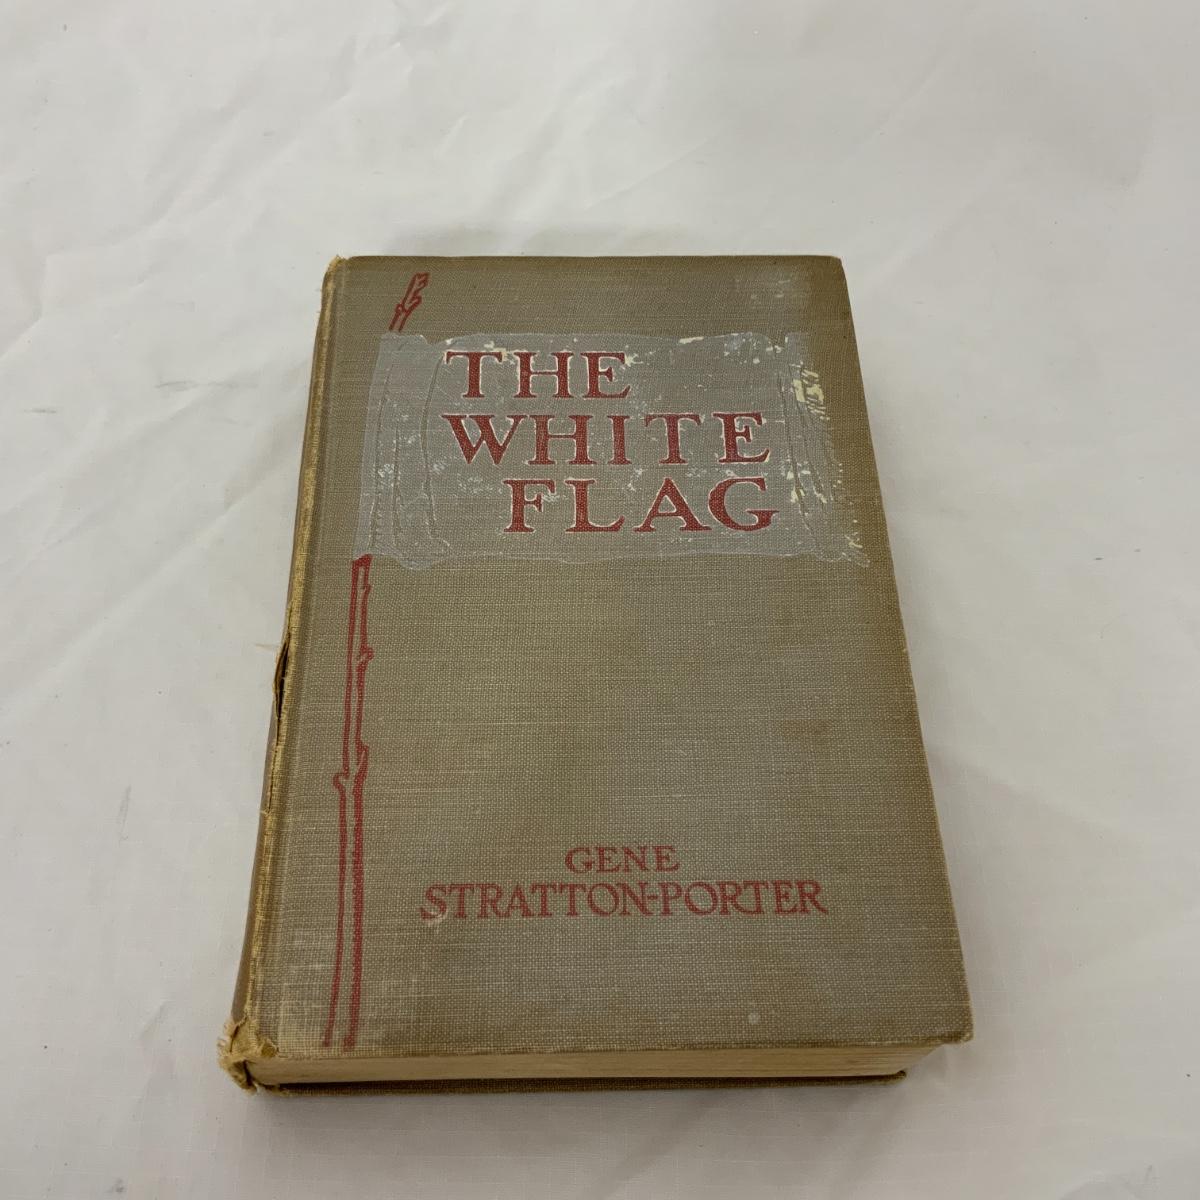 THE
WHITE
FLAG
GENE
STRATTON-PORTER